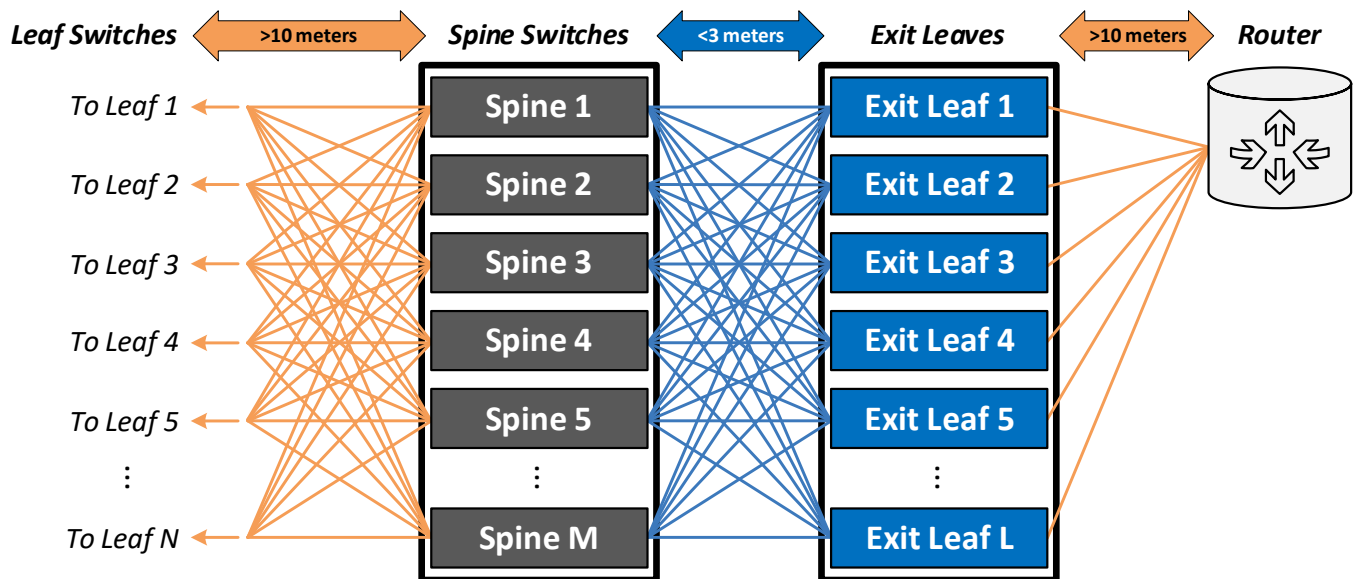 Leaf Switches
>10 meters
Spine Switches
<3 meters
Exit Leaves
>10 meters
Router
To Leaf 1
Spine 1
Exit Leaf 1
To Leaf 2
Spine 2
Exit Leaf 2
To Leaf 3
Spine 3
Exit Leaf 3
To Leaf 4
Spine 4
Exit Leaf 4
To Leaf 5
Spine 5
Exit Leaf 5
...
...
...
To Leaf N
Spine M
Exit Leaf L